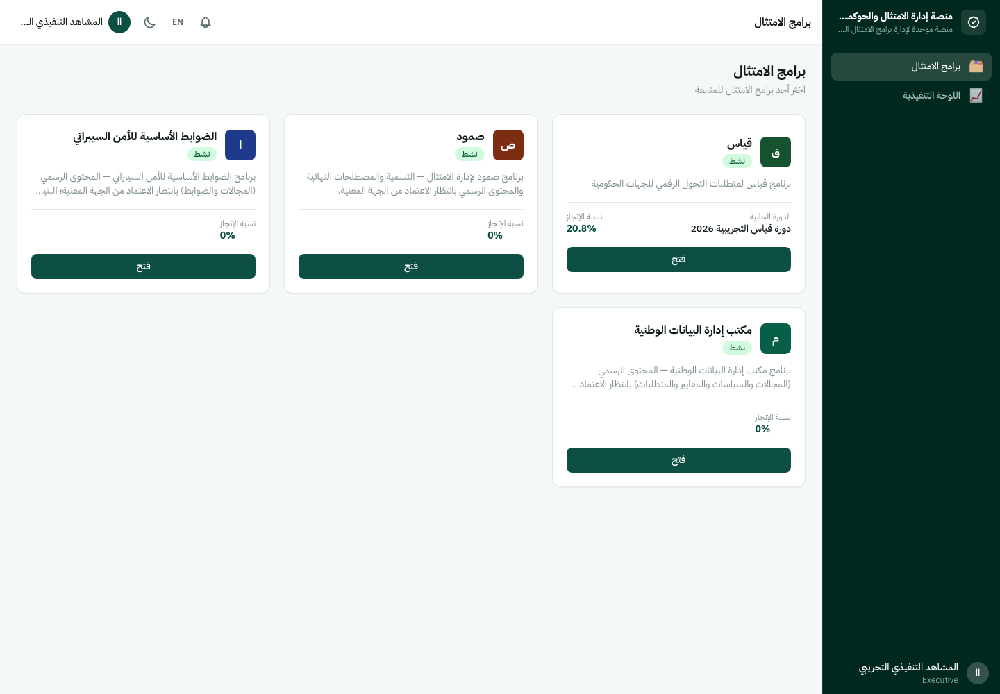 منصة إدارة الامتثال والحوكمـ...
منصة موحدة لإدارة برامج الامتثال الـ...
برامج الامتثال
اللوحة التنفيذية
المشاهد التنفيذي التجريبي
Executive
اا
برامج الامتثال
EN
اا
المشاهد التنفيذي الـ...
برامج الامتثال
اختر أحد برامج الامتثال للمتابعة
ق
قياس
نشط
برنامج قياس لمتطلبات التحول الرقمي للجهات الحكومية
الدورة الحالية
دورة قياس التجريبية 2026
نسبة الإنجاز
20.8%
فتح
ص
صمود
نشط
برنامج صمود لإدارة الامتثال — التسمية والمصطلحات النهائية
والمحتوى الرسمي بانتظار الاعتماد من الجهة المعنية.
نسبة الإنجاز
0%
فتح
ا
الضوابط الأساسية للأمن السيبراني
نشط
برنامج الضوابط الأساسية للأمن السيبراني — المحتوى الرسمي
(المجالات والضوابط) بانتظار الاعتماد من الجهة المعنية؛ البنيـ...
نسبة الإنجاز
0%
فتح
م
مكتب إدارة البيانات الوطنية
نشط
برنامج مكتب إدارة البيانات الوطنية — المحتوى الرسمي
(المجالات والسياسات والمعايير والمتطلبات) بانتظار الاعتماد...
نسبة الإنجاز
0%
فتح